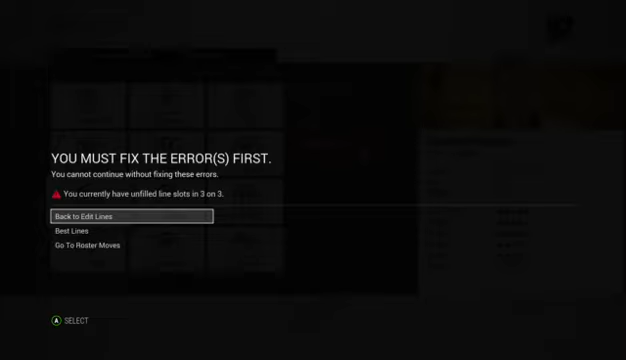 YOU MUST FIX THE ERROR(S) FIRST.
You cannot continue without fixing these errors.
You currently have unfilled line slots in 3 on 3.
Back to Edit Lines
Best Lines
Go To Roster Moves
A SELECT